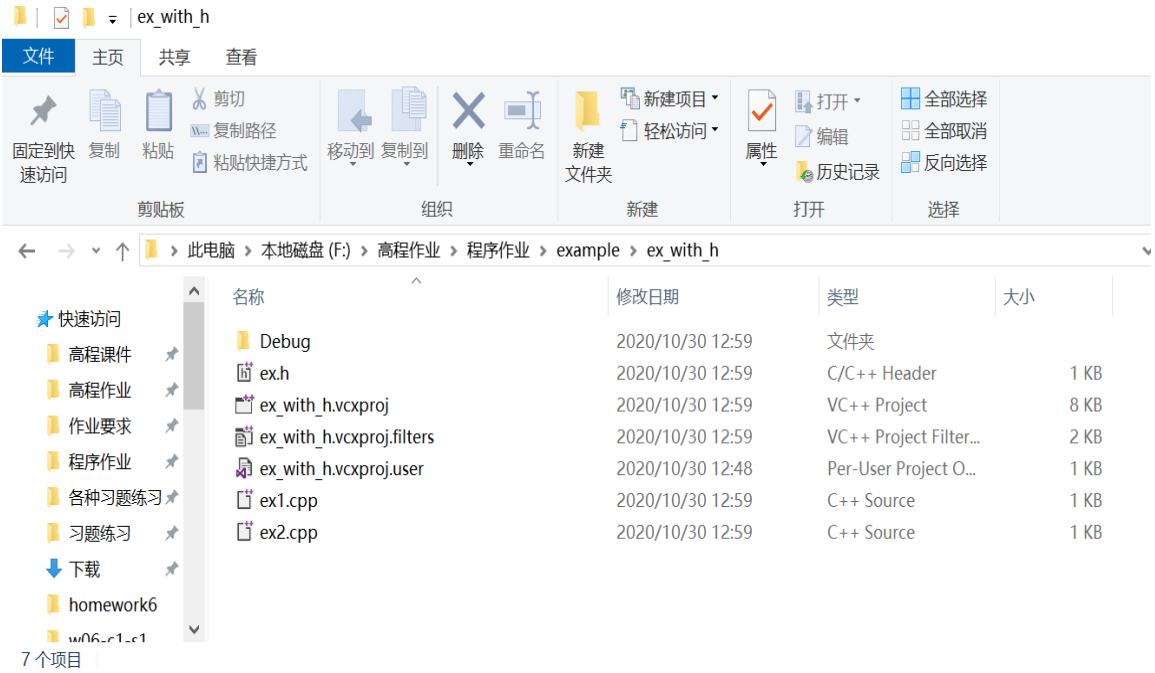 ex_with_h
文件 主页 共享 查看
固定到快速访问
复制
粘贴
剪切
复制路径
粘贴快捷方式
剪贴板
移动到
复制到
删除
重命名
组织
新建文件夹
新建项目
轻松访问
新建
属性
打开
编辑
历史记录
打开
全部选择
全部取消
反向选择
选择
此电脑 > 本地磁盘 (F:) > 高程作业 > 程序作业 > example > ex_with_h
快速访问
高程课件
高程作业
作业要求
程序作业
各种习题练习
习题练习
下载
homework6
w06-c1-s1
名称 修改日期 类型 大小
Debug 2020/10/30 12:59 文件夹
ex.h 2020/10/30 12:59 C/C++ Header 1 KB
ex_with_h.vcxproj 2020/10/30 12:59 VC++ Project 8 KB
ex_with_h.vcxproj.filters 2020/10/30 12:59 VC++ Project Filter... 2 KB
ex_with_h.vcxproj.user 2020/10/30 12:48 Per-User Project O... 1 KB
ex1.cpp 2020/10/30 12:59 C++ Source 1 KB
ex2.cpp 2020/10/30 12:59 C++ Source 1 KB
7 个项目